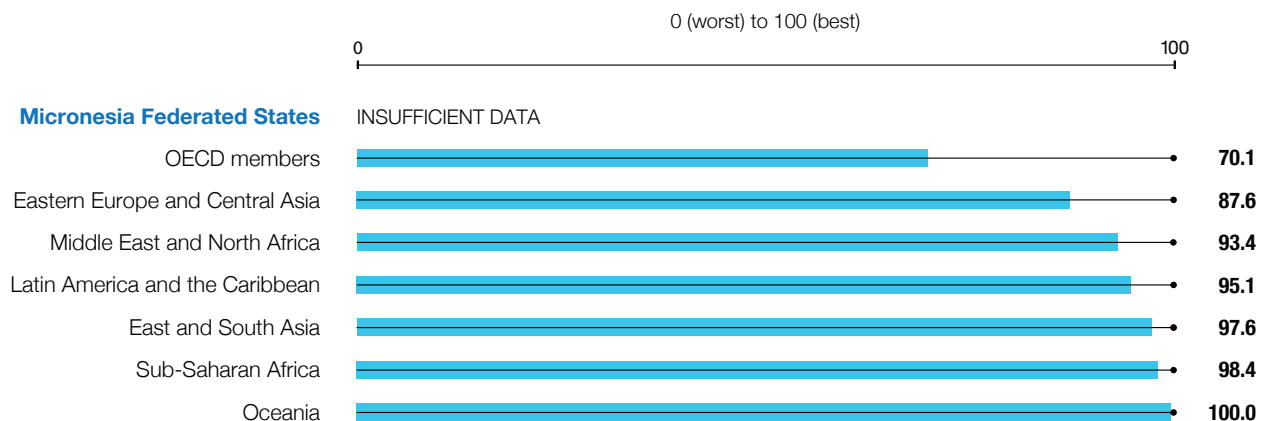 0 (worst) to 100 (best)
0 100
Micronesia Federated States INSUFFICIENT DATA
OECD members 70.1
Eastern Europe and Central Asia 87.6
Middle East and North Africa 93.4
Latin America and the Caribbean 95.1
East and South Asia 97.6
Sub-Saharan Africa 98.4
Oceania 100.0